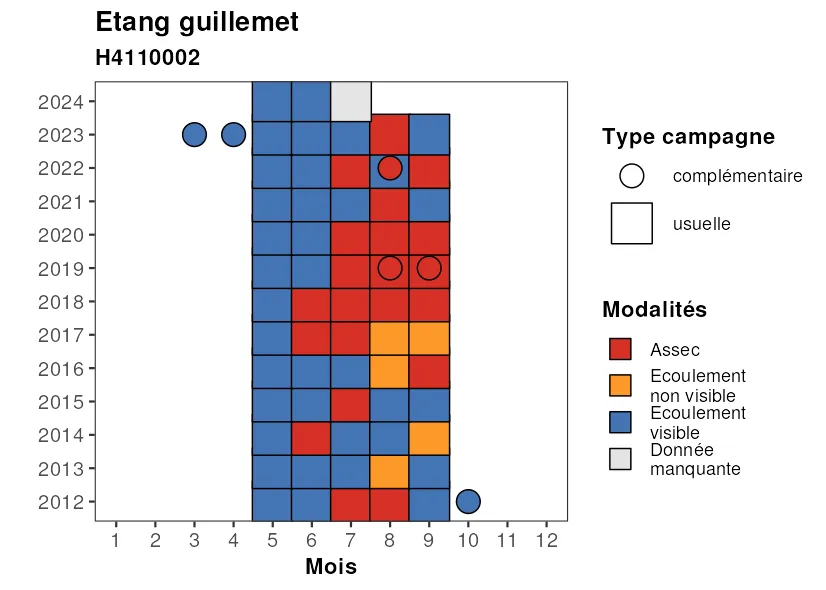 Etang guillemet
H4110002
2024
2023
2022
2021
2020
2019
2018
2017
2016
2015
2014
2013
2012
1 2 3 4 5 6 7 8 9 10 11 12
Mois
Type campagne
complémentaire
usuelle
Modalités
Assec
Ecoulement
non visible
Ecoulement
visible
Donnée
manquante